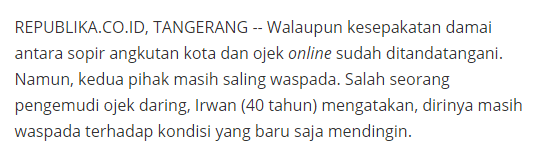 REPUBLIKA.CO.ID, TANGERANG -- Walaupun kesepakatan damai
antara sopir angkutan kota dan ojek online sudah ditandatangani.
Namun, kedua pihak masih saling waspada. Salah seorang
pengemudi ojek daring, Irwan (40 tahun) mengatakan, dirinya masih
waspada terhadap kondisi yang baru saja mendingin.